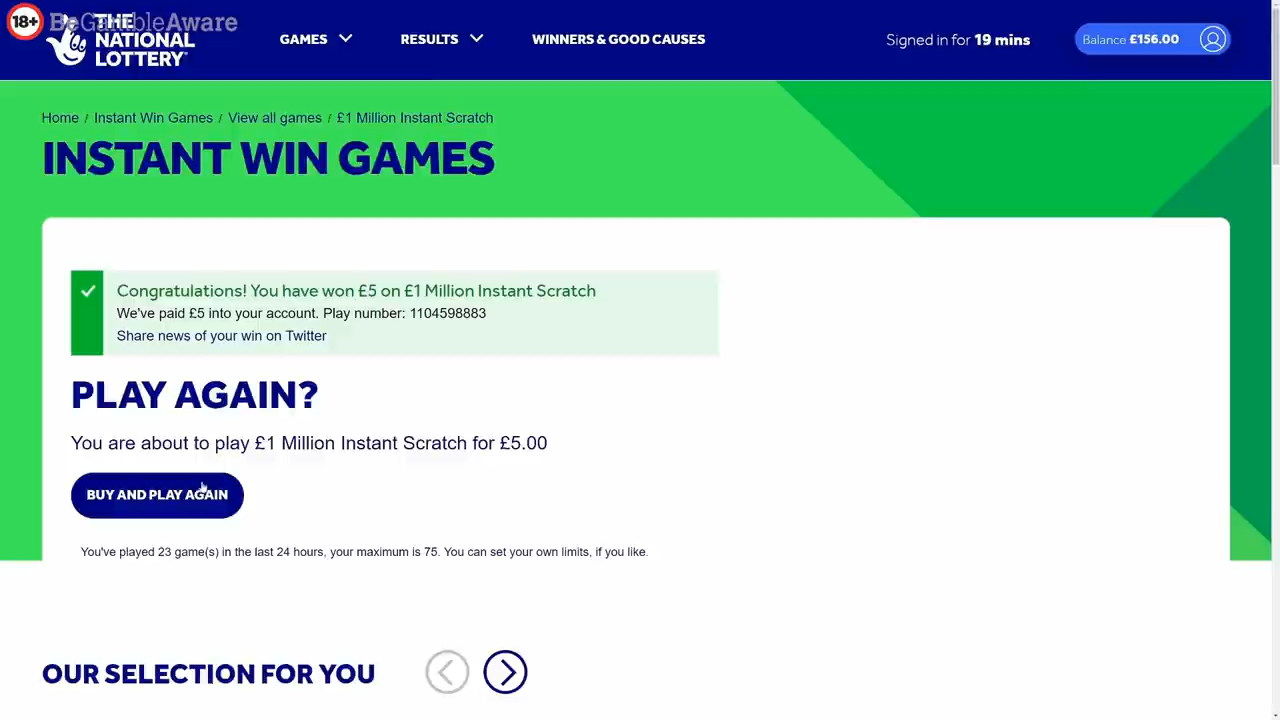 18+ BeGambleAware
THE
NATIONAL
LOTTERY
GAMES
RESULTS
WINNERS & GOOD CAUSES
Signed in for 19 mins
Balance £156.00
Home / Instant Win Games / View all games / £1 Million Instant Scratch
INSTANT WIN GAMES
Congratulations! You have won £5 on £1 Million Instant Scratch
We've paid £5 into your account. Play number: 1104598883
Share news of your win on Twitter
PLAY AGAIN?
You are about to play £1 Million Instant Scratch for £5.00
BUY AND PLAY AGAIN
You've played 23 game(s) in the last 24 hours, your maximum is 75. You can set your own limits, if you like.
OUR SELECTION FOR YOU